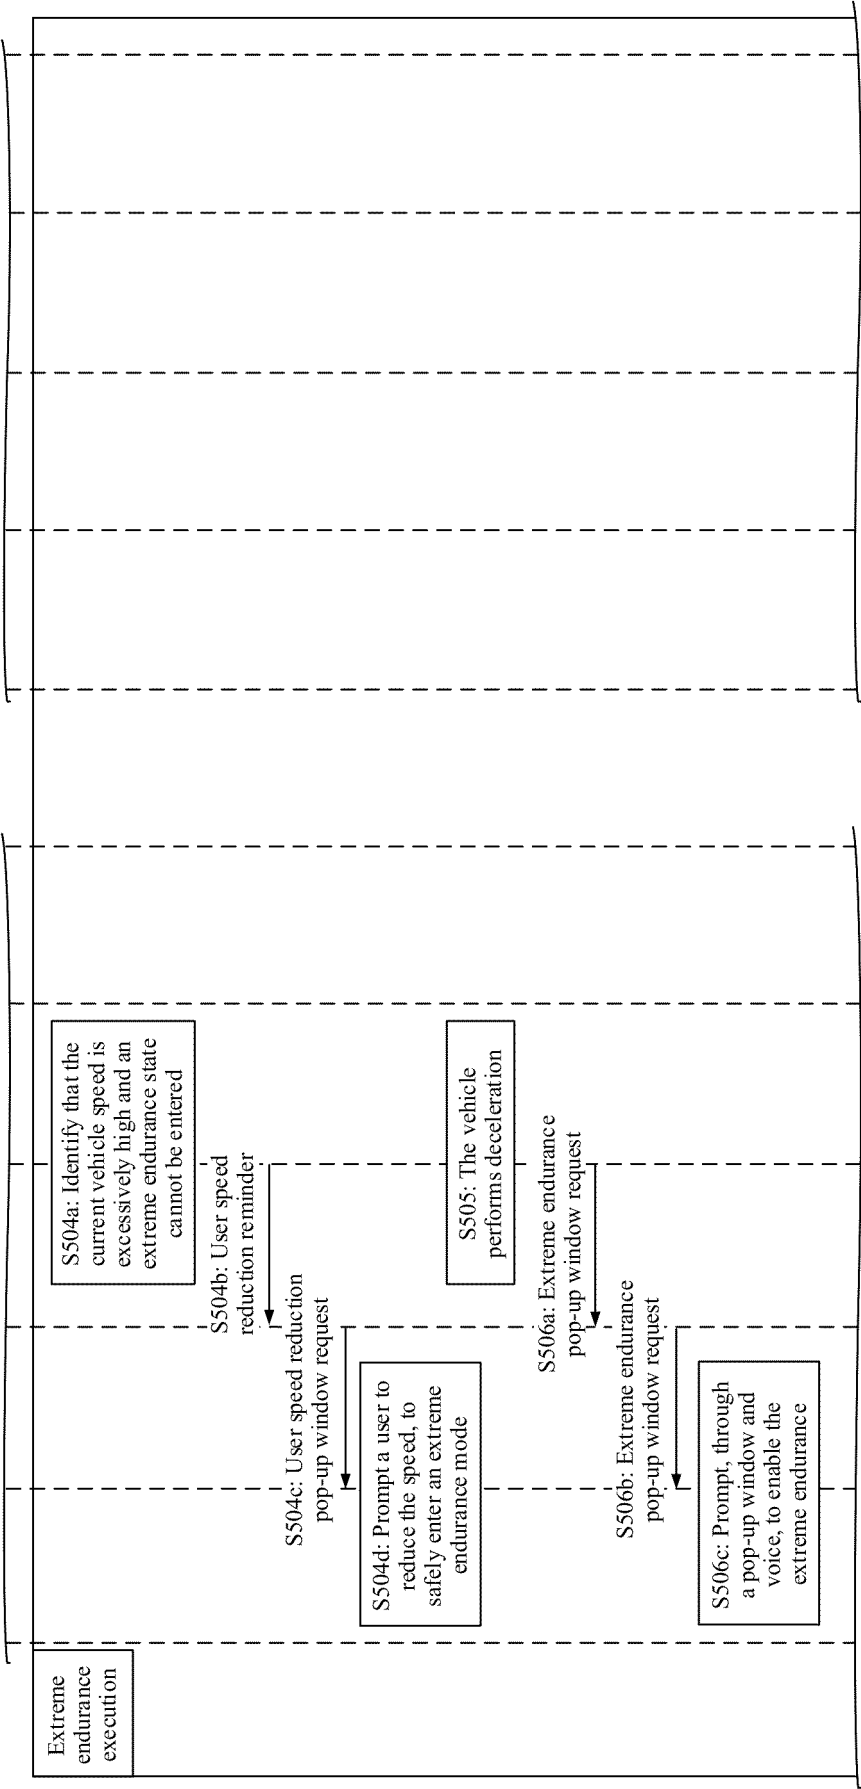 Extreme
endurance
execution
S504a: Identify that the
current vehicle speed is
excessively high and an
extreme endurance state
cannot be entered
S504b: User speed
reduction reminder
S504c: User speed reduction
pop-up window request
S504d: Prompt a user to
reduce the speed, to
safely enter an extreme
endurance mode
S505: The vehicle
performs deceleration
S506a: Extreme endurance
pop-up window request
S506b: Extreme endurance
pop-up window request
S506c: Prompt, through
a pop-up window and
voice, to enable the
extreme endurance